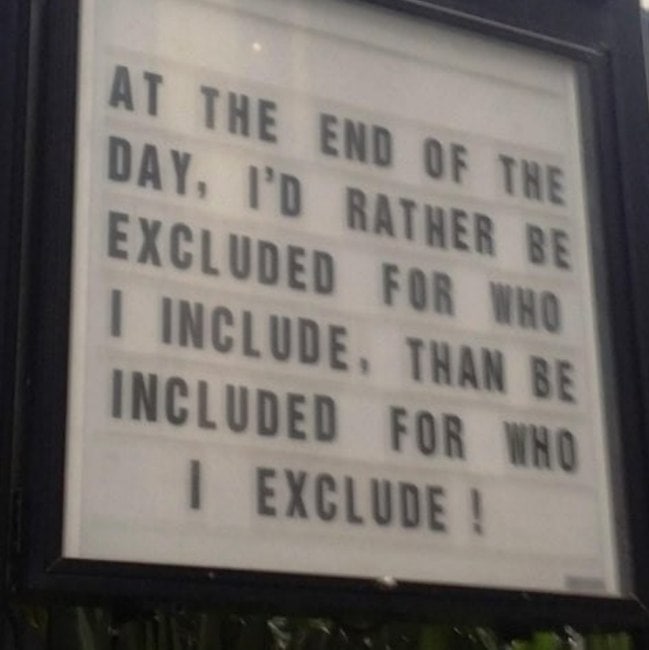 AT THE END OF THE
DAY, I'D RATHER BE
EXCLUDED FOR WHO
I INCLUDE, THAN BE
INCLUDED FOR WHO
I EXCLUDE !